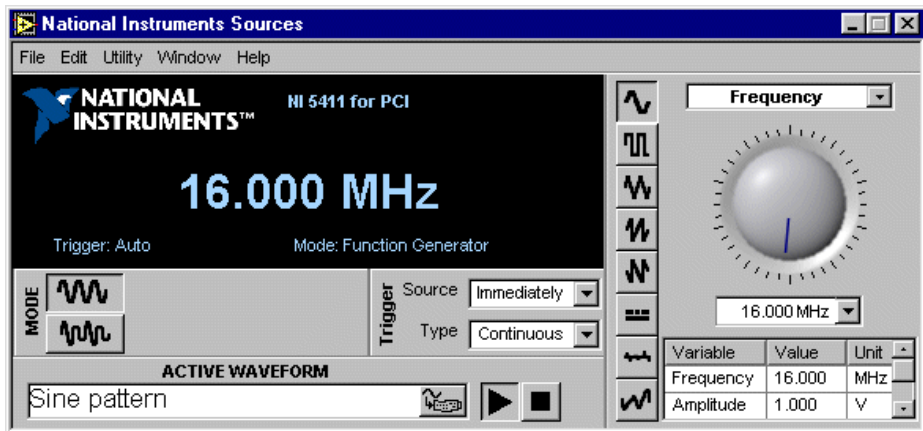 National Instruments Sources
File Edit Utility Window Help
NATIONAL
INSTRUMENTS™
NI 5411 for PCI
16.000 MHz
Trigger: Auto
Mode: Function Generator
MODE
Trigger
Source
Immediately
Type
Continuous
ACTIVE WAVEFORM
Sine pattern
Frequency
16.000 MHz
Variable Value Unit
Frequency 16.000 MHz
Amplitude 1.000 V